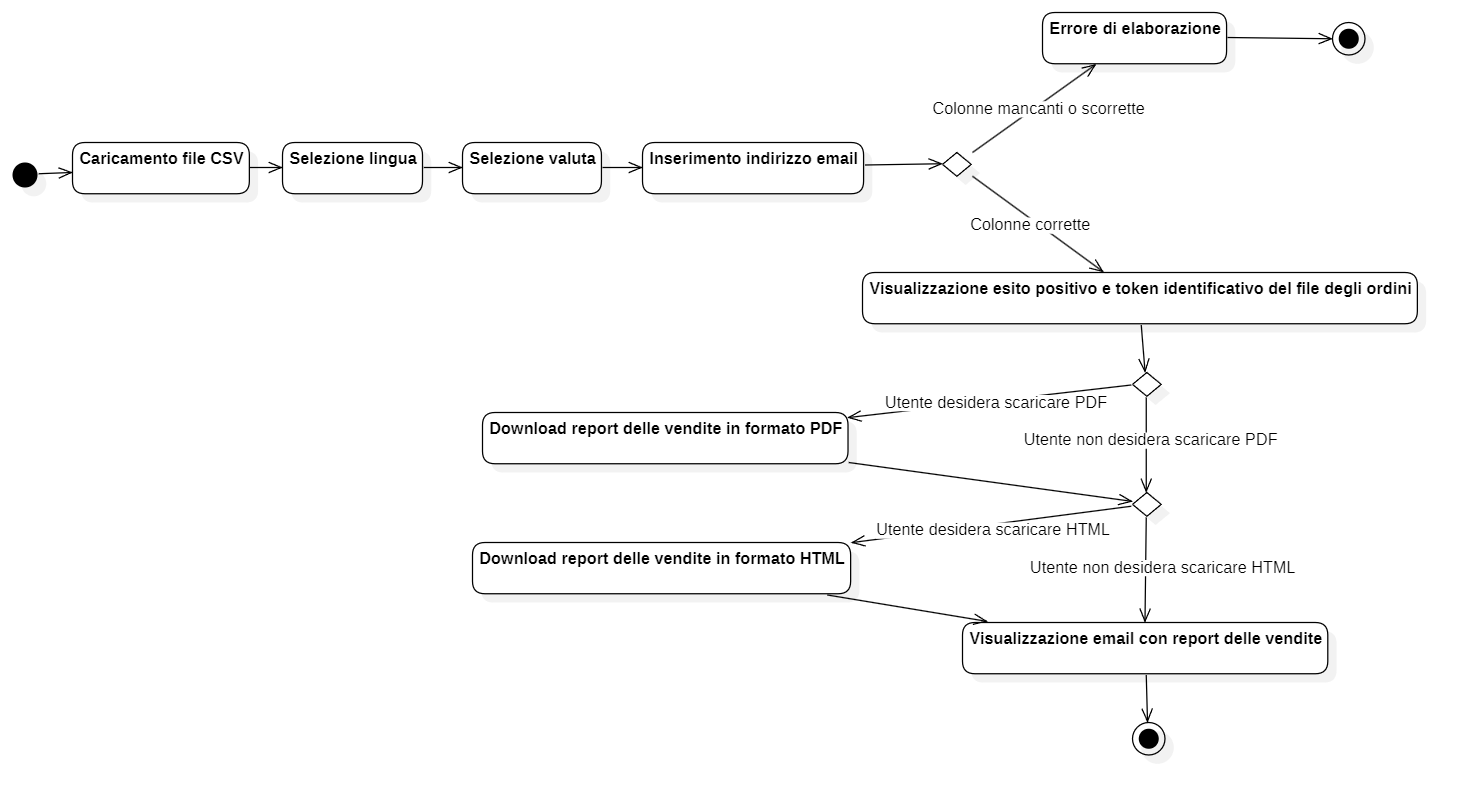 Errore di elaborazione
Colonne mancanti o scorrette
Caricamento file CSV
Selezione lingua
Selezione valuta
Inserimento indirizzo email
Colonne corrette
Visualizzazione esito positivo e token identificativo del file degli ordini
Utente desidera scaricare PDF
Download report delle vendite in formato PDF
Utente non desidera scaricare PDF
Utente desidera scaricare HTML
Download report delle vendite in formato HTML
Utente non desidera scaricare HTML
Visualizzazione email con report delle vendite